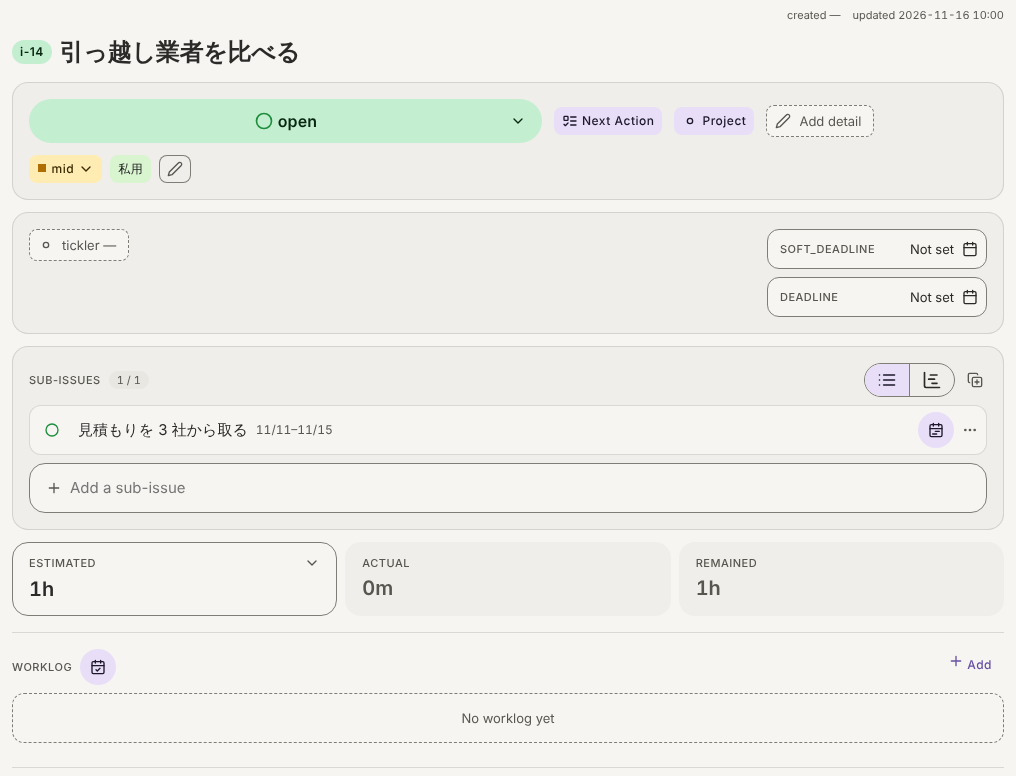 created — updated 2026-11-16 10:00
i-14 引っ越し業者を比べる
open
Next Action
Project
Add detail
mid
私用
tickler —
SOFT_DEADLINE Not set
DEADLINE Not set
SUB-ISSUES 1 / 1
見積もりを 3 社から取る 11/11–11/15
Add a sub-issue
ESTIMATED
1h
ACTUAL
0m
REMAINED
1h
WORKLOG
Add
No worklog yet